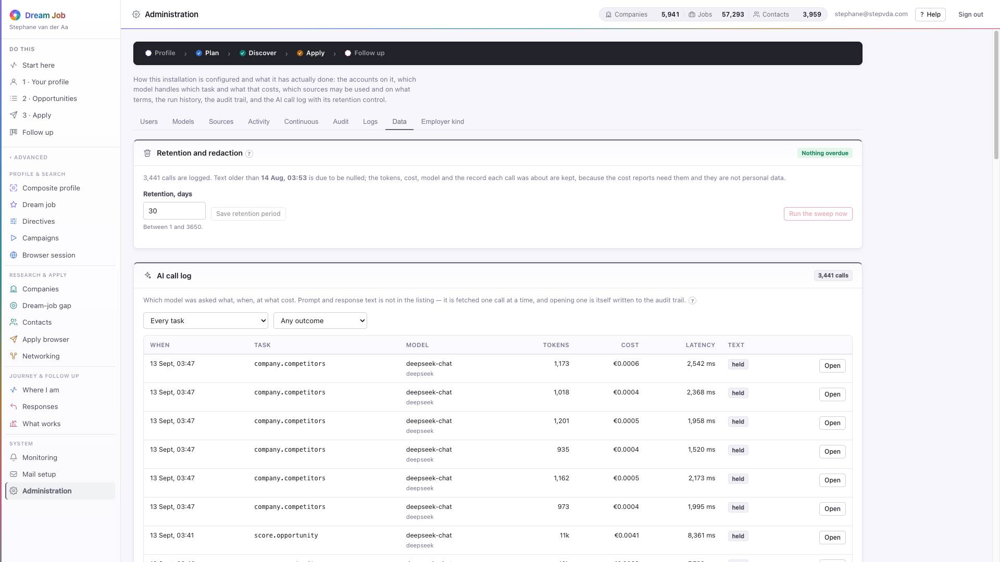 Dream Job
Stephane van der Aa
DO THIS
Start here
1 · Your profile
2 · Opportunities
3 · Apply
Follow up
ADVANCED
PROFILE & SEARCH
Composite profile
Dream job
Directives
Campaigns
Browser session
RESEARCH & APPLY
Companies
Dream-job gap
Contacts
Apply browser
Networking
JOURNEY & FOLLOW UP
Where I am
Responses
What works
SYSTEM
Monitoring
Mail setup
Administration
Administration
Companies 5,941 Jobs 57,293 Contacts 3,959 stephane@stepvda.com ? Help Sign out
Profile › Plan › Discover › Apply › Follow up
How this installation is configured and what it has actually done: the accounts on it, which
model handles which task and what that costs, which sources may be used and on what
terms, the run history, the audit trail, and the AI call log with its retention control.
Users Models Sources Activity Continuous Audit Logs Data Employer kind
Retention and redaction ? Nothing overdue
3,441 calls are logged. Text older than 14 Aug, 03:53 is due to be nulled; the tokens, cost, model and the record each call was about are kept, because the cost reports need them and they are not personal data.
Retention, days
30 Save retention period Run the sweep now
Between 1 and 3650.
AI call log 3,441 calls
Which model was asked what, when, at what cost. Prompt and response text is not in the listing — it is fetched one call at a time, and opening one is itself written to the audit trail. ?
Every task Any outcome
WHEN TASK MODEL TOKENS COST LATENCY TEXT
13 Sept, 03:47 company.competitors deepseek-chat 1,173 €0.0006 2,542 ms held Open
deepseek
13 Sept, 03:47 company.competitors deepseek-chat 1,018 €0.0004 2,368 ms held Open
deepseek
13 Sept, 03:47 company.competitors deepseek-chat 1,201 €0.0005 1,958 ms held Open
deepseek
13 Sept, 03:47 company.competitors deepseek-chat 935 €0.0004 1,520 ms held Open
deepseek
13 Sept, 03:47 company.competitors deepseek-chat 1,162 €0.0005 2,173 ms held Open
deepseek
13 Sept, 03:47 company.competitors deepseek-chat 973 €0.0004 1,995 ms held Open
deepseek
13 Sept, 03:41 score.opportunity deepseek-chat 11k €0.0041 8,361 ms held Open
deepseek